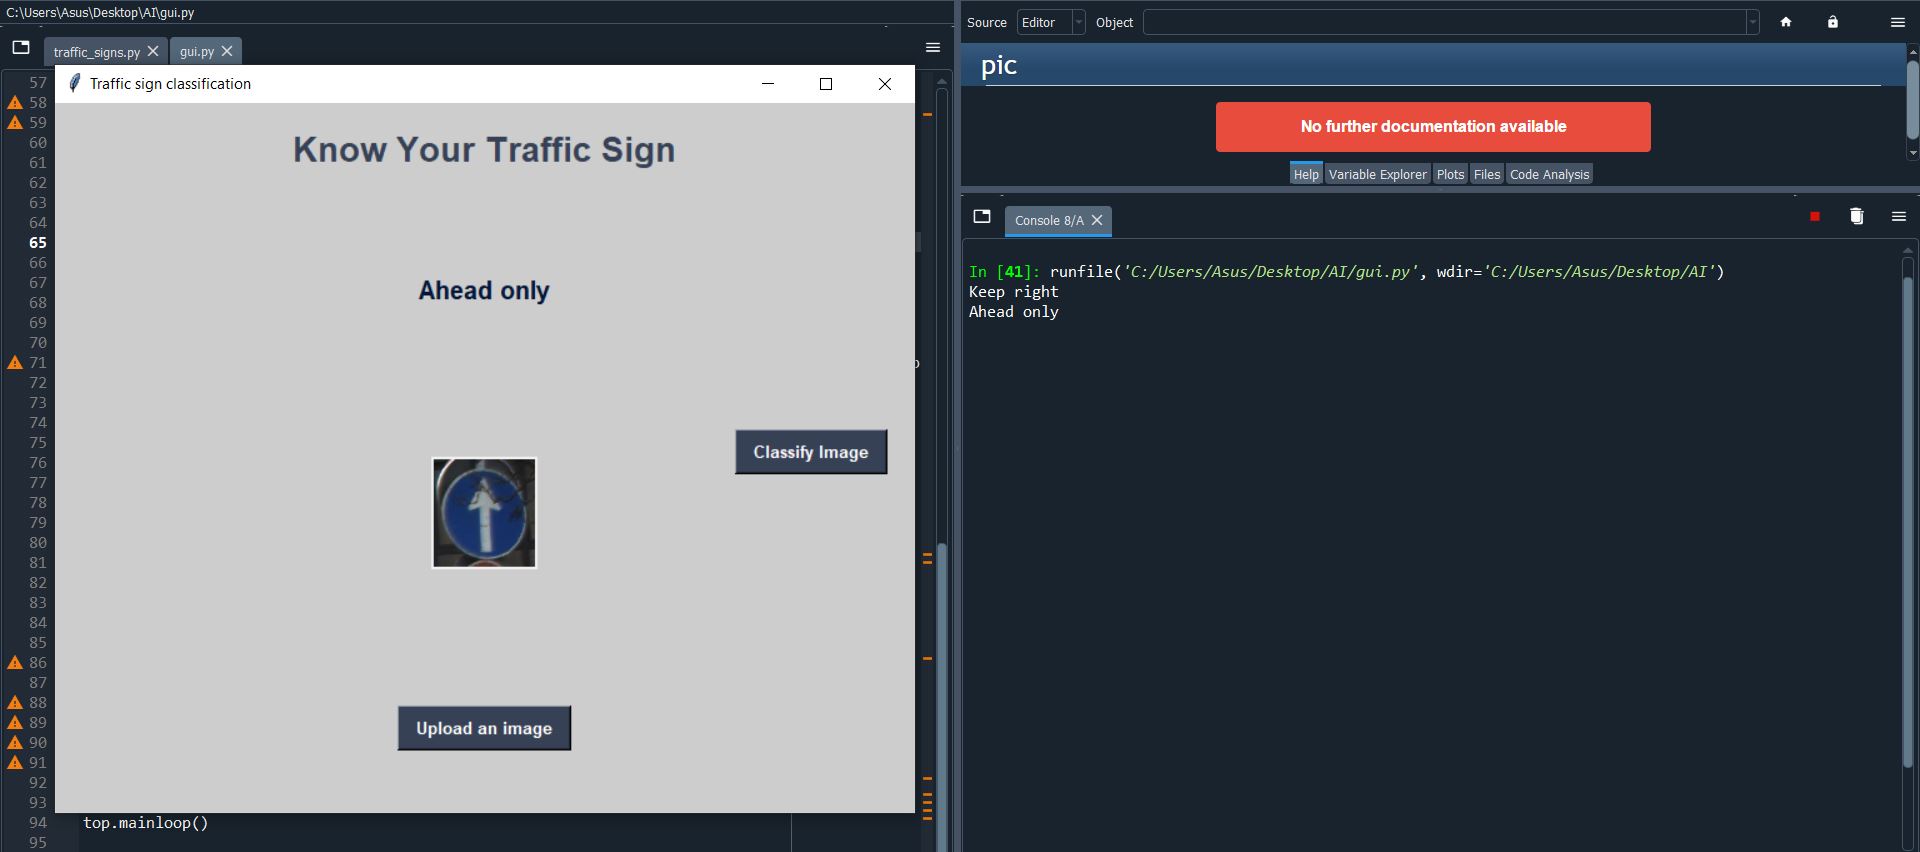 C:\Users\Asus\Desktop\AI\gui.py
traffic_signs.py
gui.py
57
58
59
60
61
62
63
64
65
66
67
68
69
70
71
72
73
74
75
76
77
78
79
80
81
82
83
84
85
86
87
88
89
90
91
92
93
94 top.mainloop()
95
Traffic sign classification
Know Your Traffic Sign
Ahead only
Classify Image
Upload an image
Source Editor Object
pic
No further documentation available
Help Variable Explorer Plots Files Code Analysis
Console 8/A
In [41]: runfile('C:/Users/Asus/Desktop/AI/gui.py', wdir='C:/Users/Asus/Desktop/AI')
Keep right
Ahead only